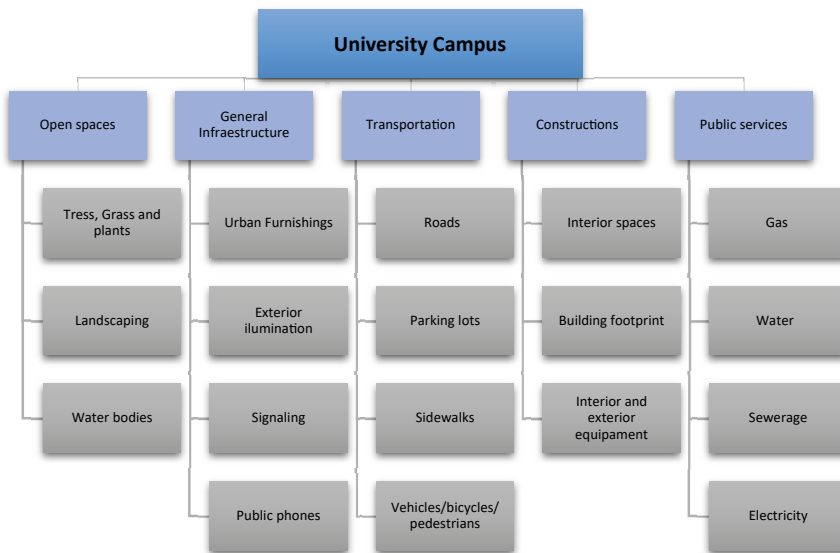 University Campus
Open spaces
General
Infraestructure
Transportation
Constructions
Public services
Tress, Grass and
plants
Urban Furnishings
Roads
Interior spaces
Gas
Landscaping
Exterior
ilumination
Parking lots
Building footprint
Water
Water bodies
Signaling
Sidewalks
Interior and
exterior
equipament
Sewerage
Public phones
Vehicles/bicycles/
pedestrians
Electricity